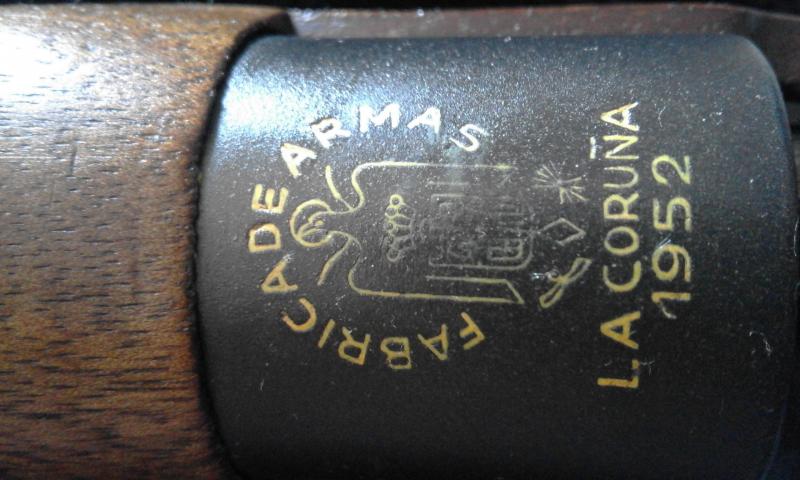 FABRICA DE ARMAS
LA CORUÑA
1952